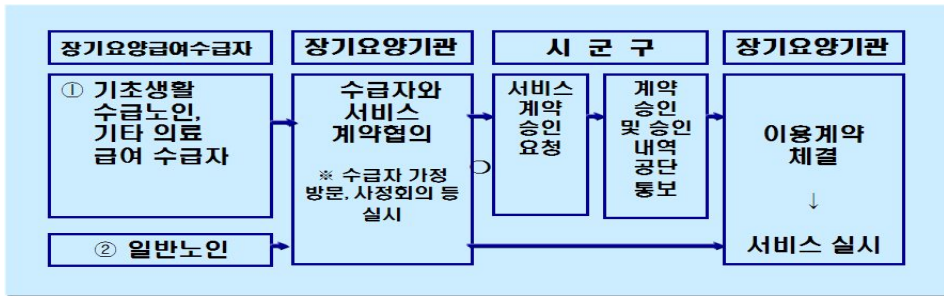 장기요양급여수급자
장기요양기관
시 군 구
장기요양기관
① 기초생활
수급노인,
기타 의료
급여 수급자
수급자와
서비스
계약협의
※ 수급자 가정
방문, 사정회의 등
실시
서비스
계약
승인
요청
계약
승인
및 승인
내역
공단
통보
이용계약
체결
↓
서비스 실시
② 일반노인